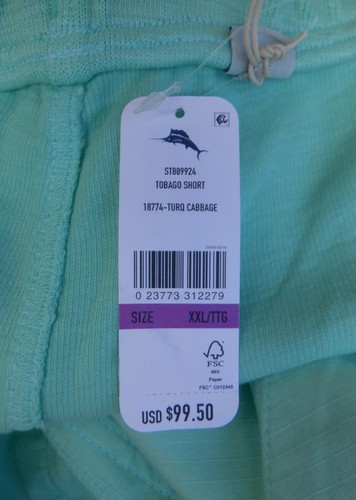 ST889924
TOBAGO SHORT
18774-TURQ CABBAGE
0 23773 312279
SIZE XXL/TTG
FSC
MIX
Paper
USD $99.50